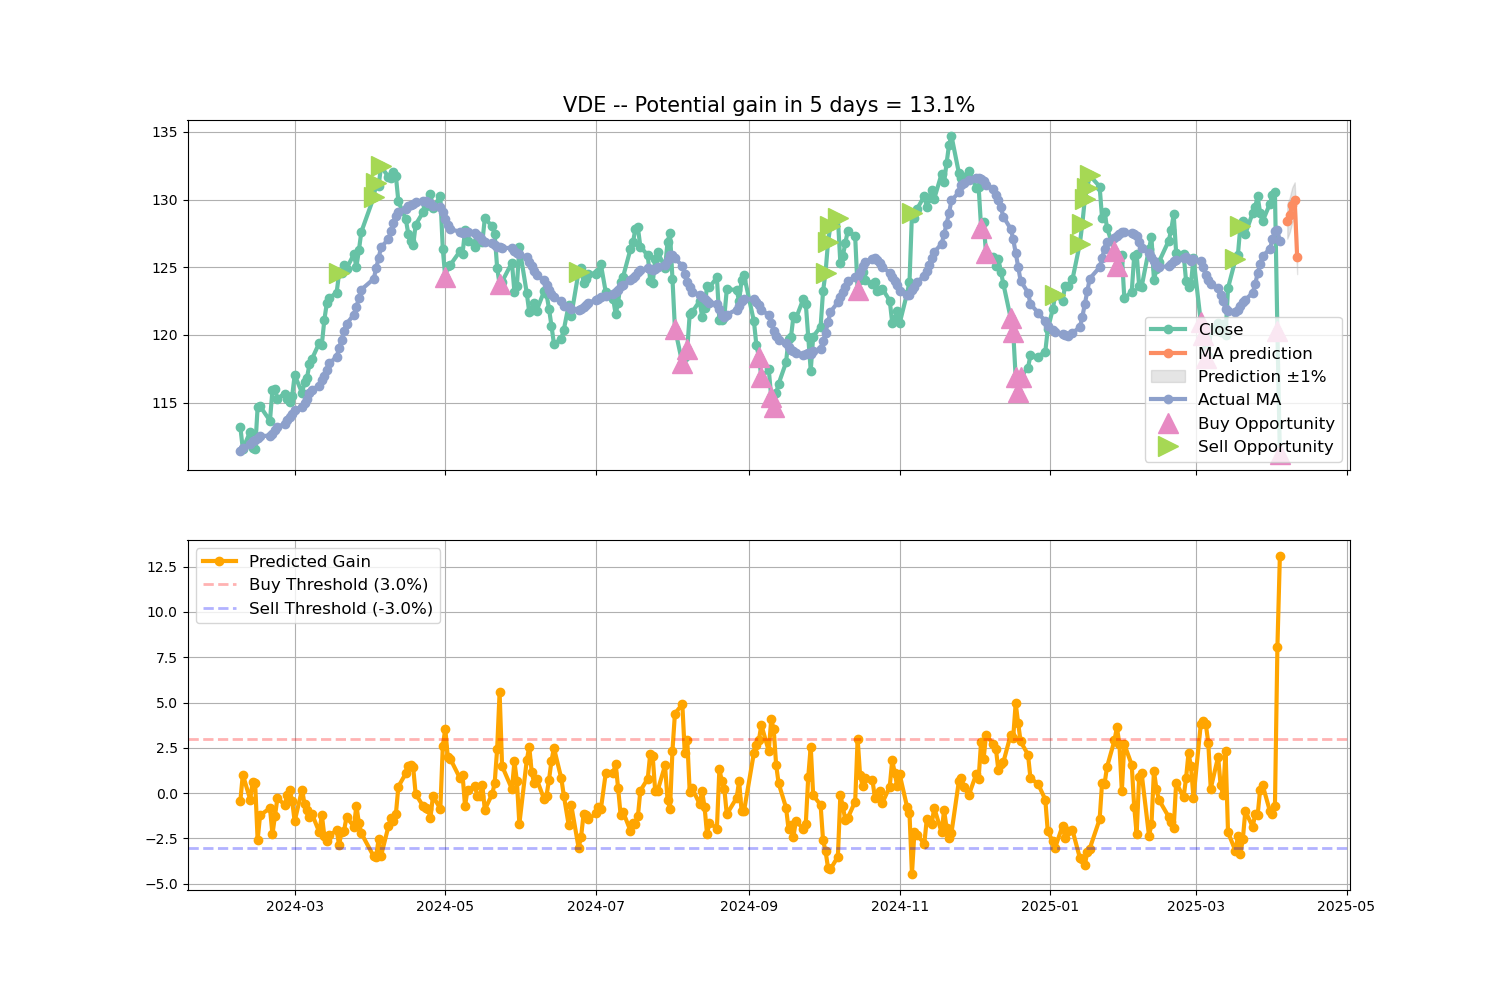 VDE -- Potential gain in 5 days = 13.1%
135
130
125
120
115
Close
MA prediction
Prediction ±1%
Actual MA
Buy Opportunity
Sell Opportunity
12.5
10.0
7.5
5.0
2.5
0.0
−2.5
−5.0
Predicted Gain
Buy Threshold (3.0%)
Sell Threshold (-3.0%)
2024-03 2024-05 2024-07 2024-09 2024-11 2025-01 2025-03 2025-05